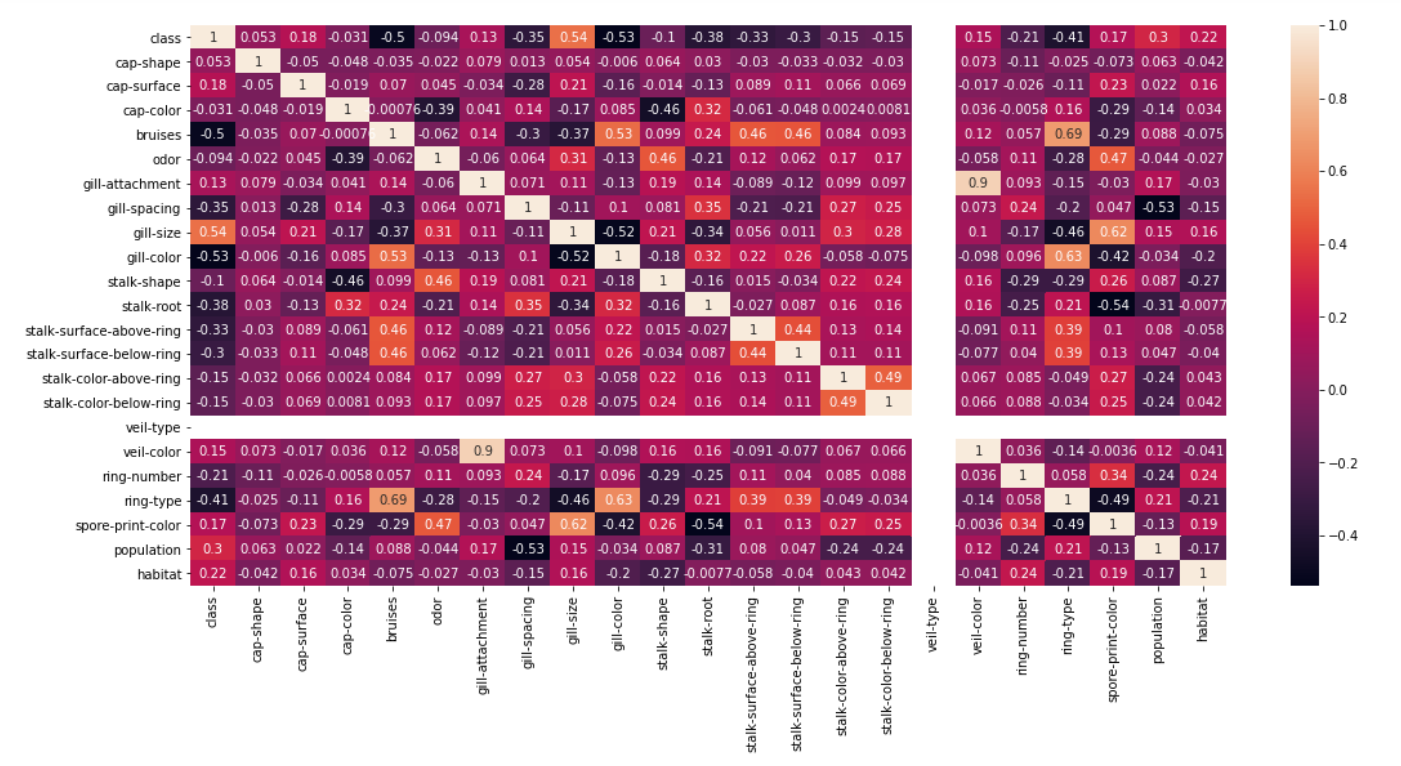 class 1 0.053 0.18 -0.031 -0.5 -0.094 0.13 -0.35 0.54 -0.53 -0.1 -0.38 -0.33 -0.3 -0.15 -0.15 0.15 -0.21 -0.41 0.17 0.3 0.22
cap-shape 0.053 1 -0.05 -0.048 -0.035 -0.022 0.079 0.013 0.054 -0.006 0.064 0.03 -0.03 -0.033 -0.032 -0.03 0.073 -0.11 -0.025 -0.073 0.063 -0.042
cap-surface 0.18 -0.05 1 -0.019 0.07 0.045 -0.034 -0.28 0.21 -0.16 -0.014 -0.13 0.089 0.11 0.066 0.069 -0.017 -0.026 -0.11 0.23 0.022 0.16
cap-color -0.031 -0.048 -0.019 1 0.00076 -0.39 0.041 0.14 -0.17 0.085 -0.46 0.32 -0.061 -0.048 0.0024 0.0081 0.036 -0.0058 0.16 -0.29 -0.14 0.034
bruises -0.5 -0.035 0.07 -0.00076 1 -0.062 0.14 -0.3 -0.37 0.53 0.099 0.24 0.46 0.46 0.084 0.093 0.12 0.057 0.69 -0.29 0.088 -0.075
odor -0.094 -0.022 0.045 -0.39 -0.062 1 -0.06 0.064 0.31 -0.13 0.46 -0.21 0.12 0.062 0.17 0.17 -0.058 0.11 -0.28 0.47 -0.044 -0.027
gill-attachment 0.13 0.079 -0.034 0.041 0.14 -0.06 1 0.071 0.11 -0.13 0.19 0.14 -0.089 -0.12 0.099 0.097 0.9 0.093 -0.15 -0.03 0.17 -0.03
gill-spacing -0.35 0.013 -0.28 0.14 -0.3 0.064 0.071 1 -0.11 0.1 0.081 0.35 -0.21 -0.21 0.27 0.25 0.073 0.24 -0.2 0.047 -0.53 -0.15
gill-size 0.54 0.054 0.21 -0.17 -0.37 0.31 0.11 -0.11 1 -0.52 0.21 -0.34 0.056 0.011 0.3 0.28 0.1 -0.17 -0.46 0.62 0.15 0.16
gill-color -0.53 -0.006 -0.16 0.085 0.53 -0.13 -0.13 0.1 -0.52 1 -0.18 0.32 0.22 0.26 -0.058 -0.075 -0.098 0.096 0.63 -0.42 -0.034 -0.2
stalk-shape -0.1 0.064 -0.014 -0.46 0.099 0.46 0.19 0.081 0.21 -0.18 1 -0.16 0.015 -0.034 0.22 0.24 0.16 -0.29 -0.29 0.26 0.087 -0.27
stalk-root -0.38 0.03 -0.13 0.32 0.24 -0.21 0.14 0.35 -0.34 0.32 -0.16 1 -0.027 0.087 0.16 0.16 0.16 -0.25 0.21 -0.54 -0.31 -0.0077
stalk-surface-above-ring -0.33 -0.03 0.089 -0.061 0.46 0.12 -0.089 -0.21 0.056 0.22 0.015 -0.027 1 0.44 0.13 0.14 -0.091 0.11 0.39 0.1 0.08 -0.058
stalk-surface-below-ring -0.3 -0.033 0.11 -0.048 0.46 0.062 -0.12 -0.21 0.011 0.26 -0.034 0.087 0.44 1 0.11 0.11 -0.077 0.04 0.39 0.13 0.047 -0.04
stalk-color-above-ring -0.15 -0.032 0.066 0.0024 0.084 0.17 0.099 0.27 0.3 -0.058 0.22 0.16 0.13 0.11 1 0.49 0.067 0.085 -0.049 0.27 -0.24 0.043
stalk-color-below-ring -0.15 -0.03 0.069 0.0081 0.093 0.17 0.097 0.25 0.28 -0.075 0.24 0.16 0.14 0.11 0.49 1 0.066 0.088 -0.034 0.25 -0.24 0.042
veil-type
veil-color 0.15 0.073 -0.017 0.036 0.12 -0.058 0.9 0.073 0.1 -0.098 0.16 0.16 -0.091 -0.077 0.067 0.066 1 0.036 -0.14 -0.0036 0.12 -0.041
ring-number -0.21 -0.11 -0.026 -0.0058 0.057 0.11 0.093 0.24 -0.17 0.096 -0.29 -0.25 0.11 0.04 0.085 0.088 0.036 1 0.058 0.34 -0.24 0.24
ring-type -0.41 -0.025 -0.11 0.16 0.69 -0.28 -0.15 -0.2 -0.46 0.63 -0.29 0.21 0.39 0.39 -0.049 -0.034 -0.14 0.058 1 -0.49 0.21 -0.21
spore-print-color 0.17 -0.073 0.23 -0.29 -0.29 0.47 -0.03 0.047 0.62 -0.42 0.26 -0.54 0.1 0.13 0.27 0.25 -0.0036 0.34 -0.49 1 -0.13 0.19
population 0.3 0.063 0.022 -0.14 0.088 -0.044 0.17 -0.53 0.15 -0.034 0.087 -0.31 0.08 0.047 -0.24 -0.24 0.12 -0.24 0.21 -0.13 1 -0.17
habitat 0.22 -0.042 0.16 0.034 -0.075 -0.027 -0.03 -0.15 0.16 -0.2 -0.27 -0.0077 -0.058 -0.04 0.043 0.042 -0.041 0.24 -0.21 0.19 -0.17 1
class
cap-shape
cap-surface
cap-color
bruises
odor
gill-attachment
gill-spacing
gill-size
gill-color
stalk-shape
stalk-root
stalk-surface-above-ring
stalk-surface-below-ring
stalk-color-above-ring
stalk-color-below-ring
veil-type
veil-color
ring-number
ring-type
spore-print-color
population
habitat
1.0
0.8
0.6
0.4
0.2
0.0
−0.2
−0.4